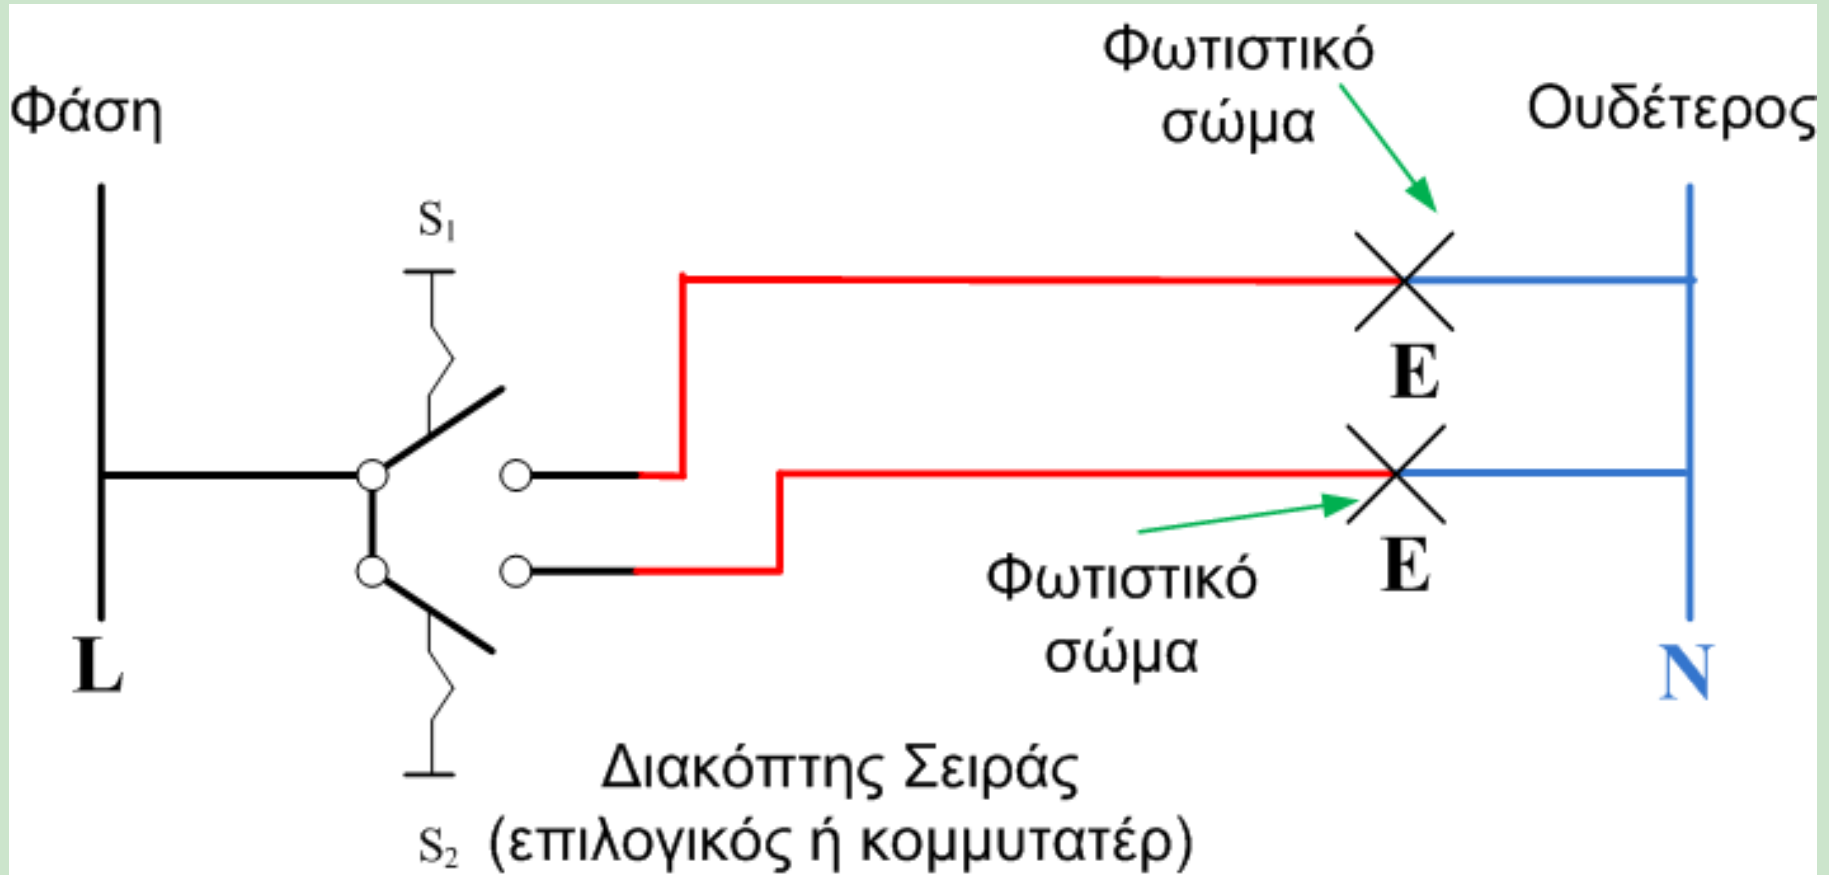 Φωτιστικό
σώμα
Φάση
Ουδέτερος
S₁
E
E
Φωτιστικό
σώμα
L
N
Διακόπτης Σειράς
S₂
(επιλογικός ή κομμυτατέρ)